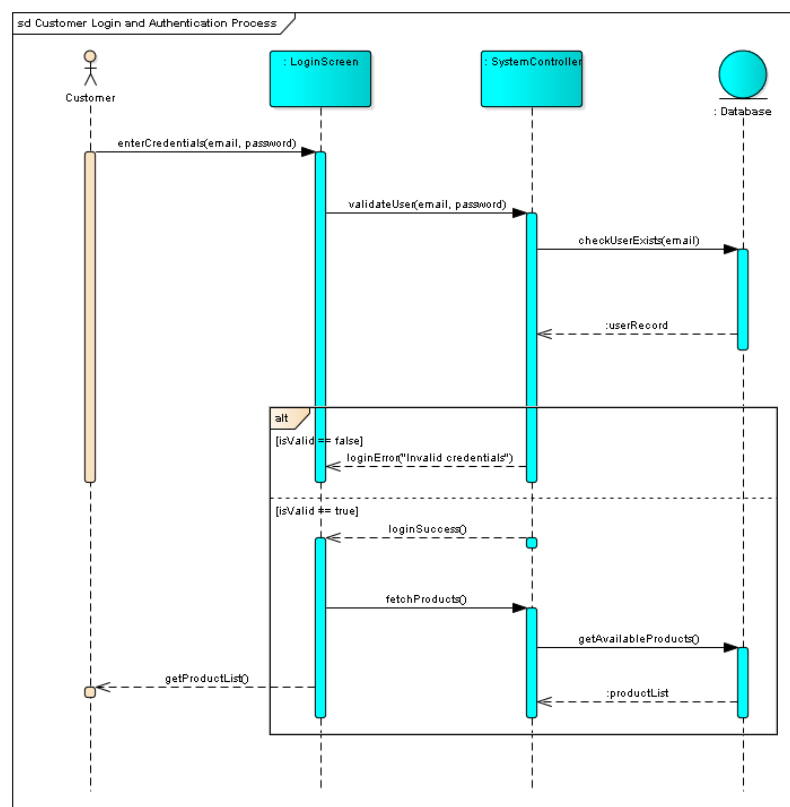 sd Customer Login and Authentication Process
: LoginScreen
: SystemController
Customer
: Database
enterCredentials(email, password)
validateUser(email, password)
checkUserExists(email)
:userRecord
alt
[isValid == false]
loginError("Invalid credentials")
[isValid == true]
loginSuccess()
fetchProducts()
getAvailableProducts()
getProductList()
:productList